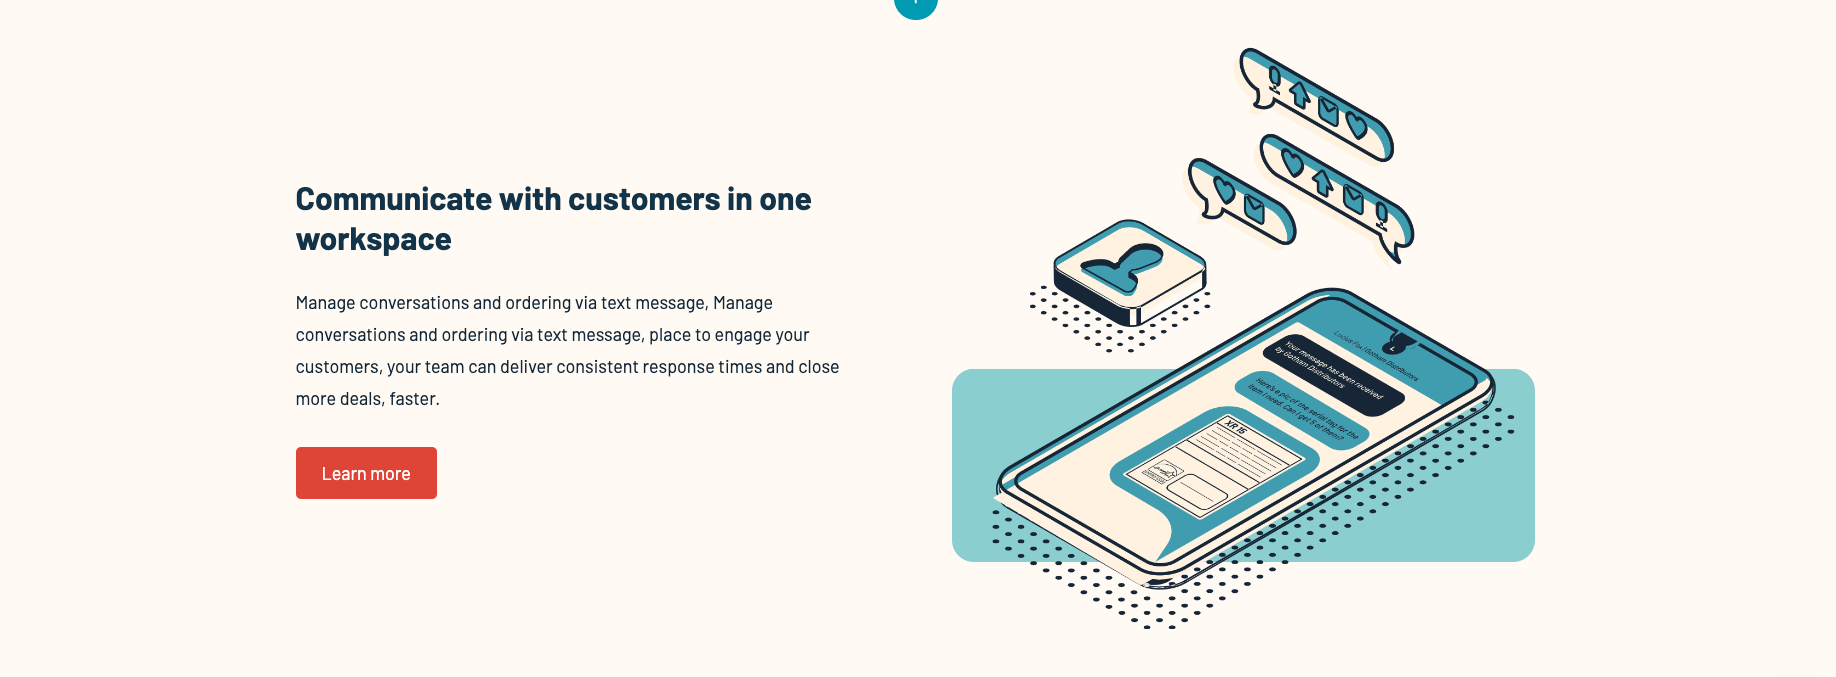 Communicate with customers in one
workspace
Manage conversations and ordering via text message, Manage
conversations and ordering via text message, place to engage your
customers, your team can deliver consistent response times and close
more deals, faster.
Learn more
L
Lucius Fox / Gotham Distributors
Your message has been received
by Gotham Distributors
Here's a pic of the serial tag for the
item I need. Can I get 5 of them?
XR 15